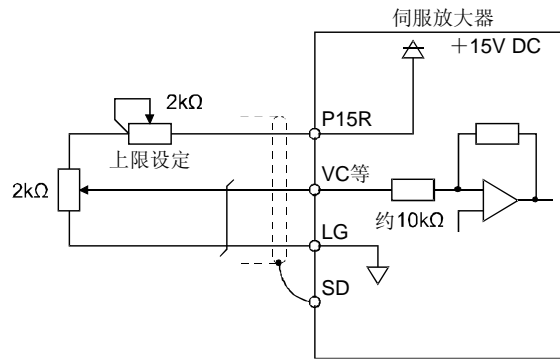 伺服放大器
+15V DC
2kΩ
P15R
上限设定
VC等
2kΩ
约10kΩ
LG
SD